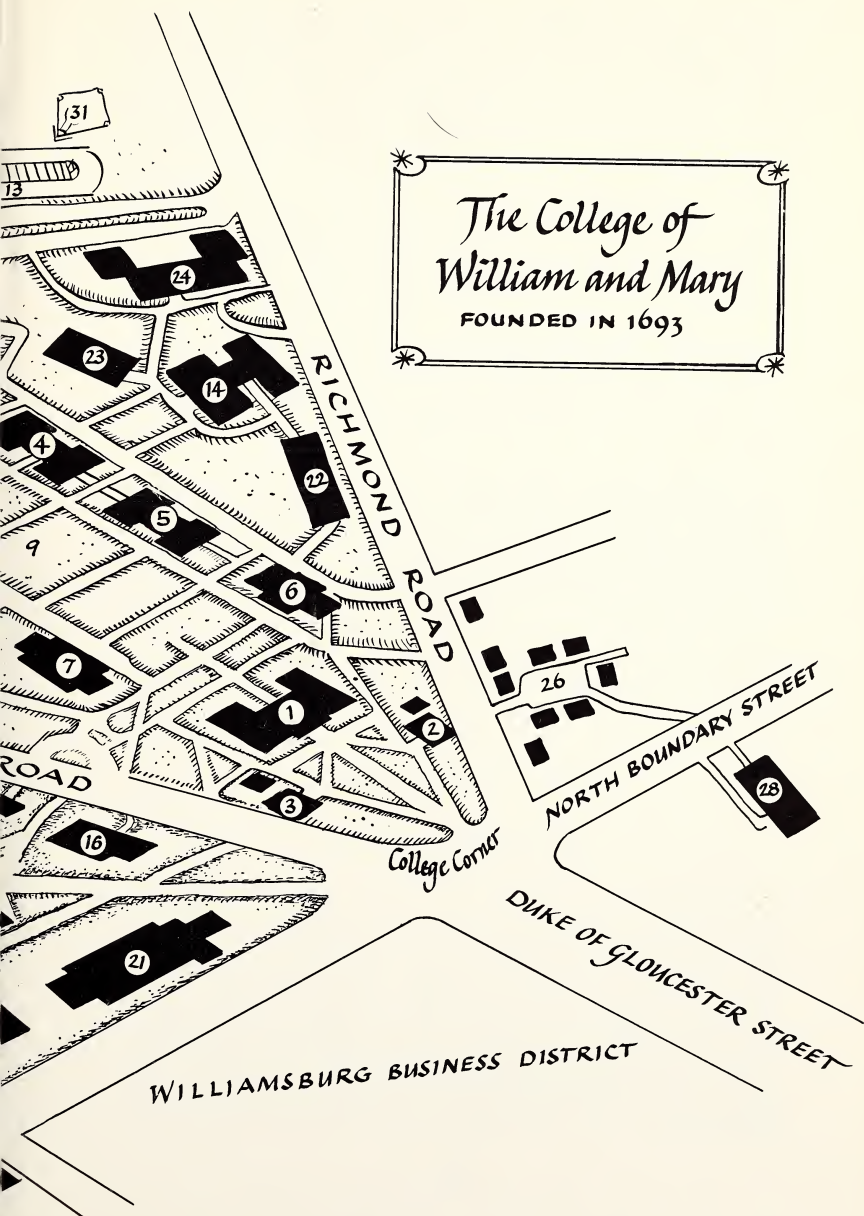 31
13
The College of
William and Mary
FOUNDED IN 1693
24
23
14
RICHMOND ROAD
4
22
5
9
6
7
26
1
2
NORTH BOUNDARY STREET
ROAD
28
3
16
College Corner
DUKE OF GLOUCESTER STREET
21
WILLIAMSBURG BUSINESS DISTRICT